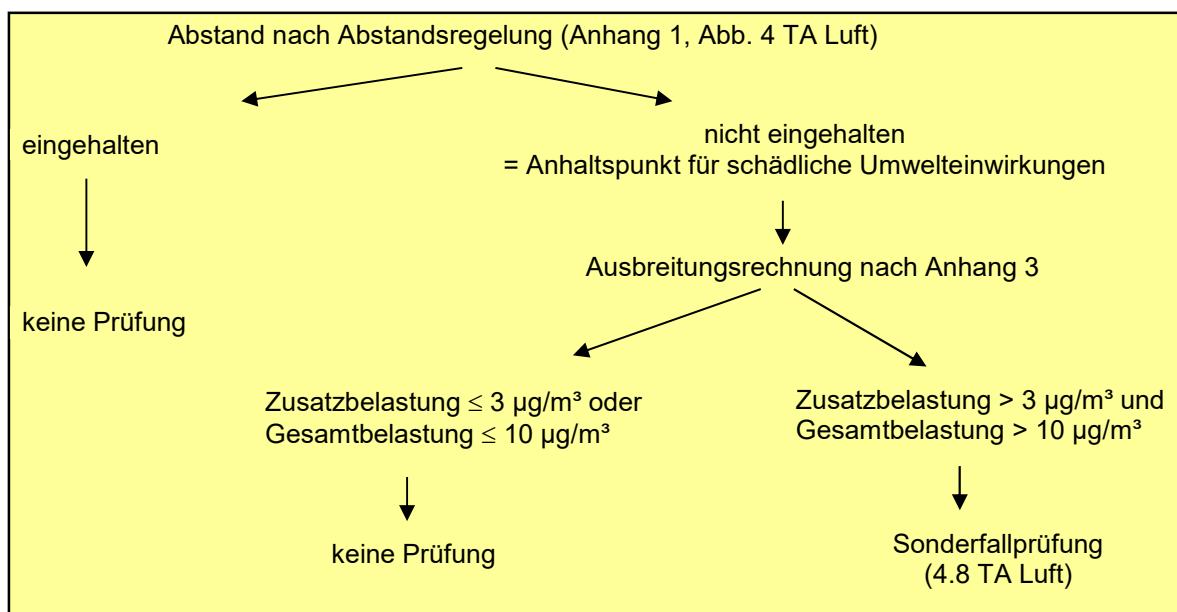 Abstand nach Abstandsregelung (Anhang 1, Abb. 4 TA Luft)
eingehalten
nicht eingehalten
= Anhaltspunkt für schädliche Umwelteinwirkungen
Ausbreitungsrechnung nach Anhang 3
keine Prüfung
Zusatzbelastung ≤ 3 µg/m³ oder
Gesamtbelastung ≤ 10 µg/m³
Zusatzbelastung > 3 µg/m³ und
Gesamtbelastung > 10 µg/m³
keine Prüfung
Sonderfallprüfung
(4.8 TA Luft)